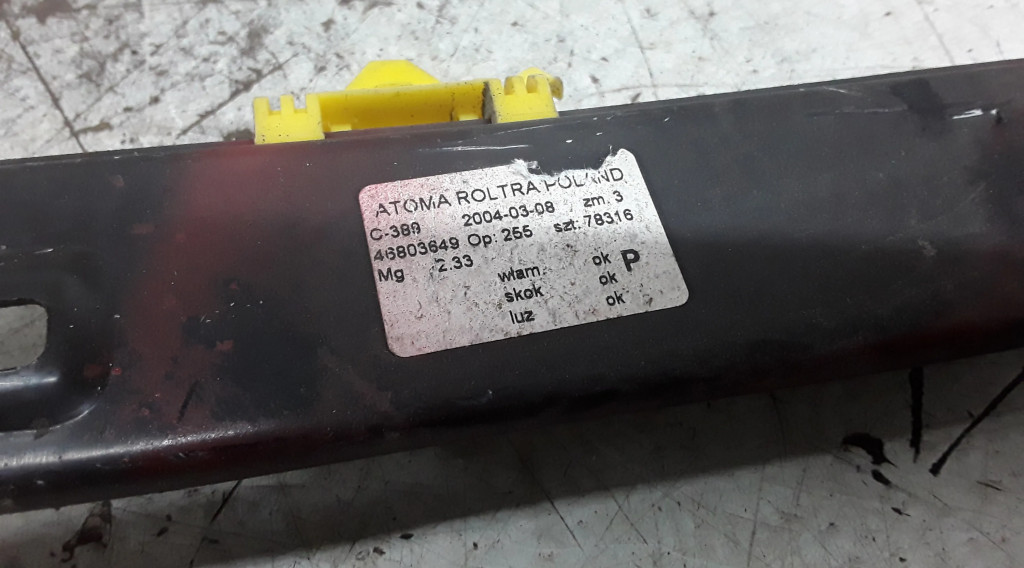 ATOMA ROLTRA POLAND
C-389 2004-03-08 zm. 3
46803649 Op: 255 szt: 78316
Mg 2.33
włam. ok P
skok ok
luz ok